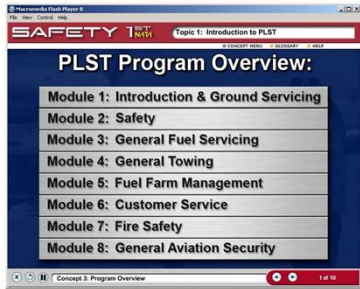 Macromedia Flash Player 8
File View Control Help
SAFETY 1ST NATA
Topic 1: Introduction to PLST
CONCEPT MENU GLOSSARY HELP
PLST Program Overview:
Module 1: Introduction & Ground Servicing
Module 2: Safety
Module 3: General Fuel Servicing
Module 4: General Towing
Module 5: Fuel Farm Management
Module 6: Customer Service
Module 7: Fire Safety
Module 8: General Aviation Security
Concept 3: Program Overview
1 of 10